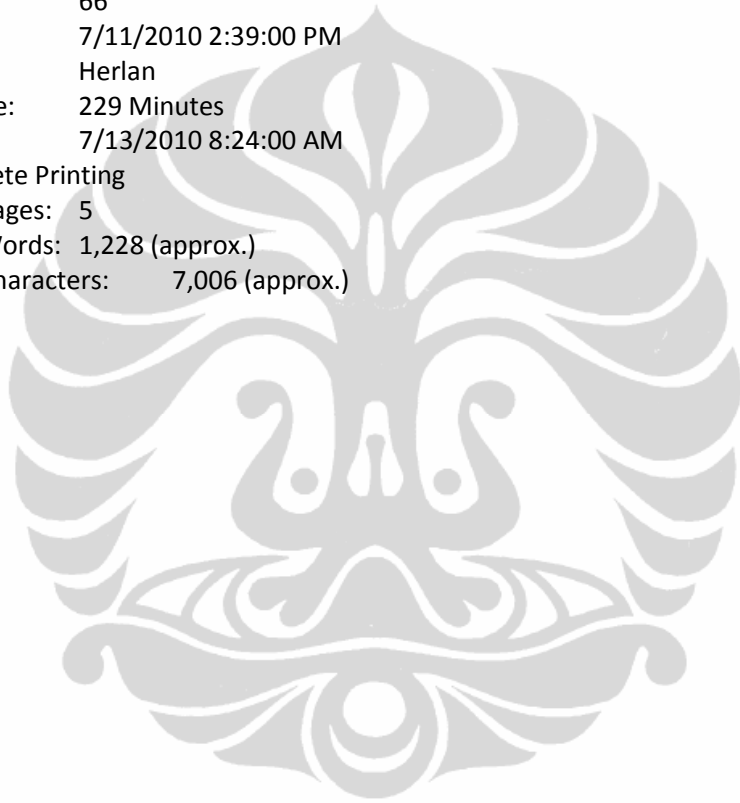 66
7/11/2010 2:39:00 PM
Herlan
e: 229 Minutes
7/13/2010 8:24:00 AM
ete Printing
ages: 5
Words: 1,228 (approx.)
haracters: 7,006 (approx.)